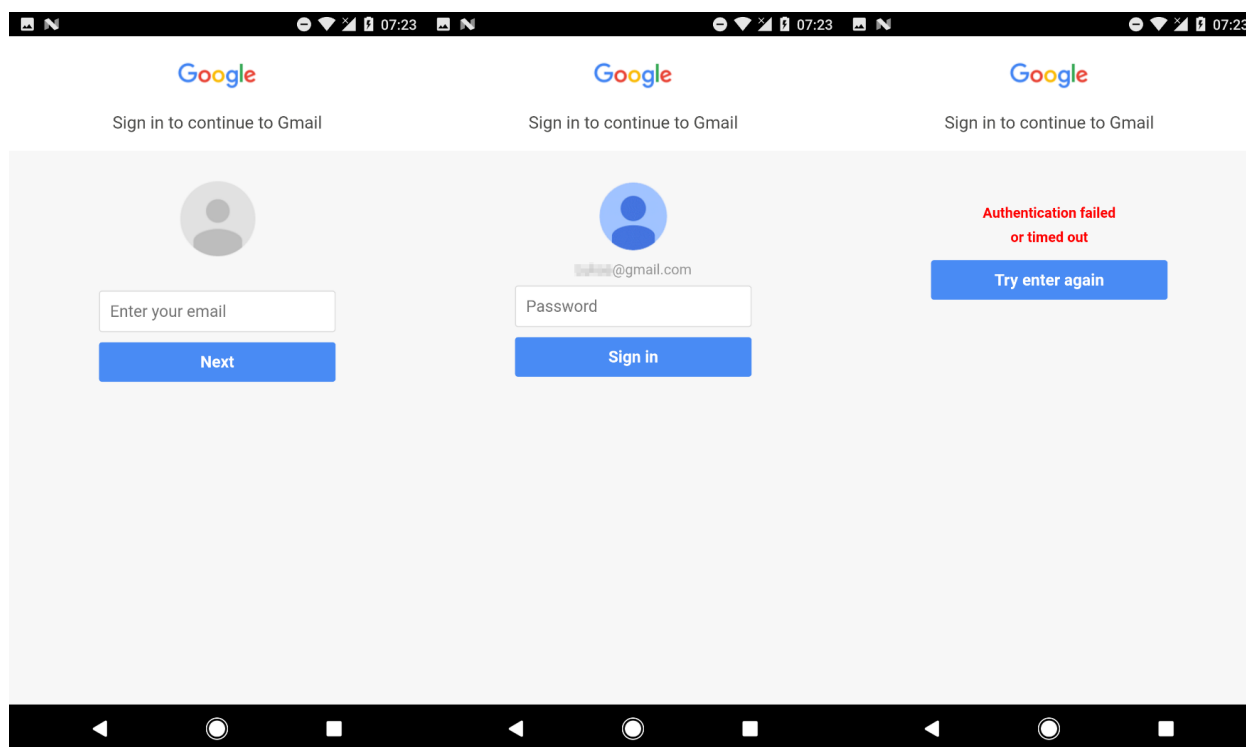 07:23
Google
Sign in to continue to Gmail
Enter your email
Next
07:23
Google
Sign in to continue to Gmail
@gmail.com
Password
Sign in
07:23
Google
Sign in to continue to Gmail
Authentication failed
or timed out
Try enter again